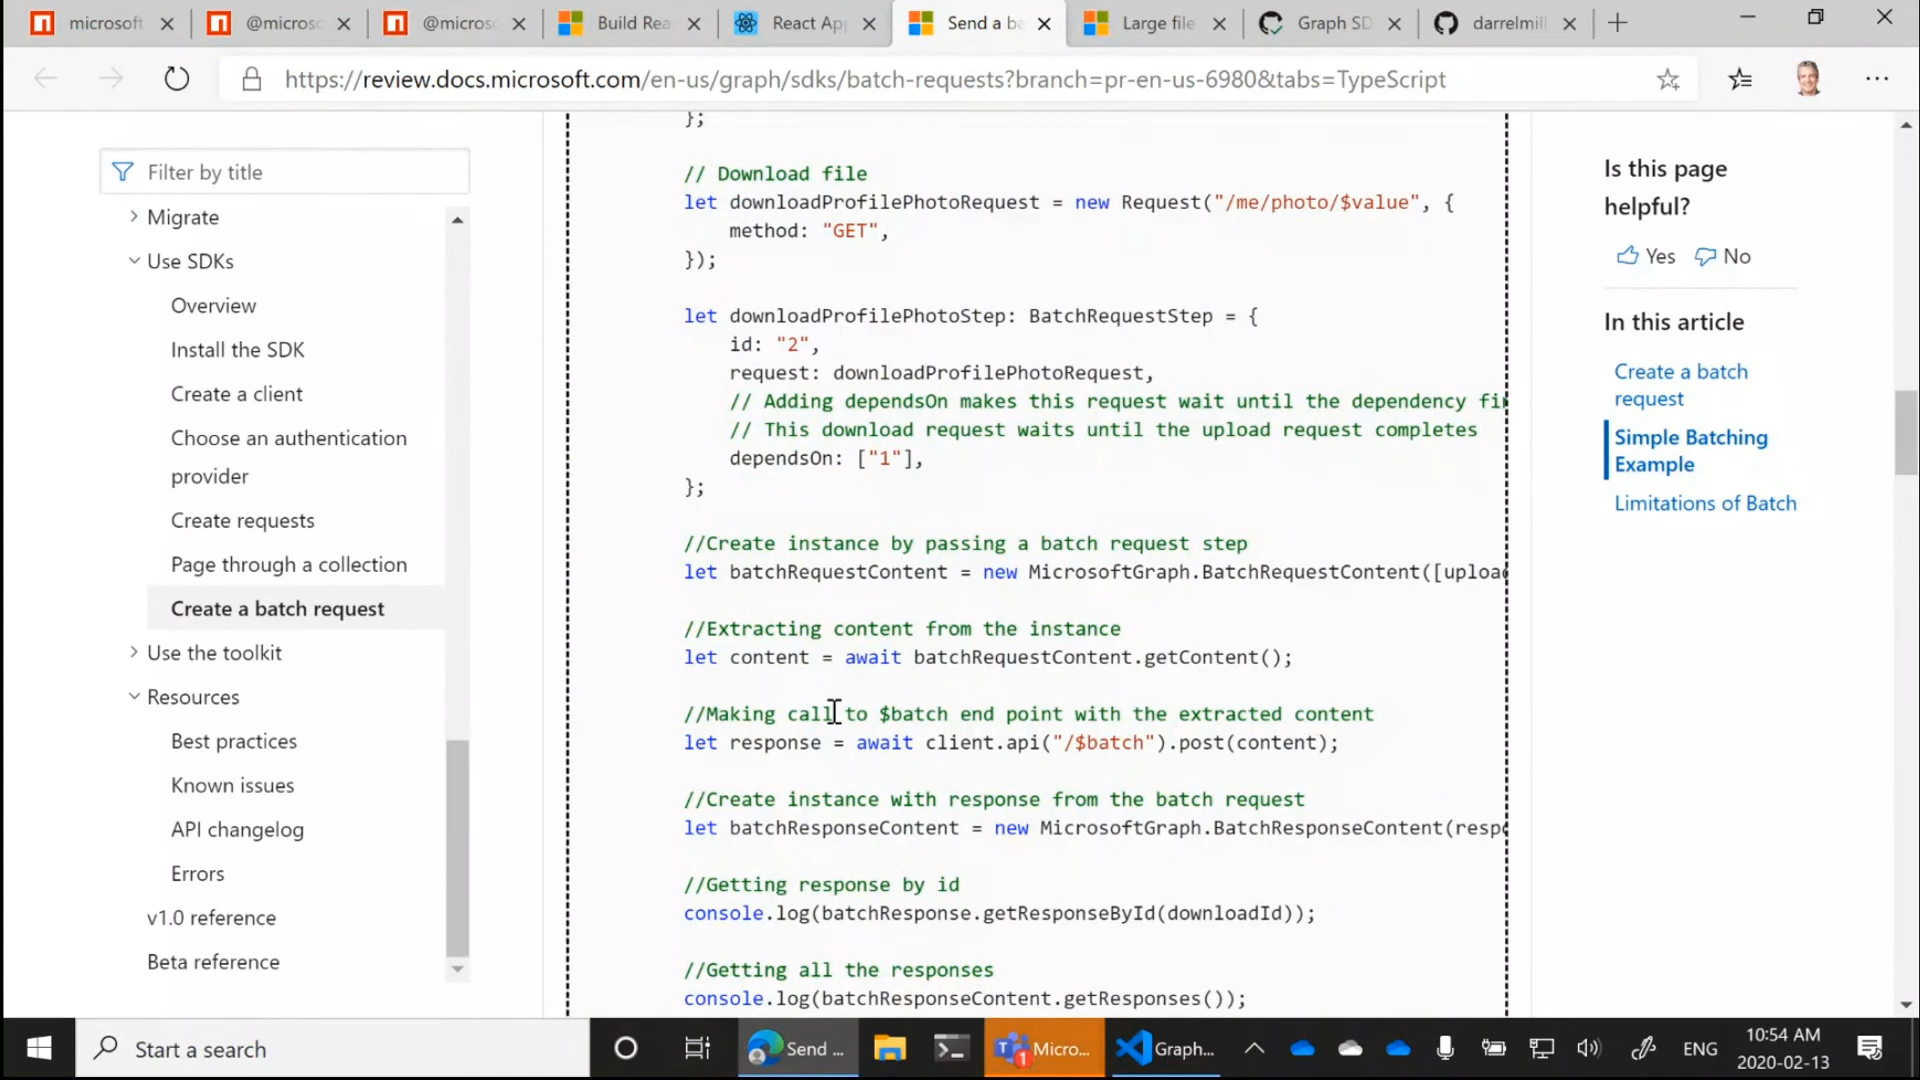 microsoft
@microsc
@microsc
Build Rea
React App
Send a ba
Large file
Graph SD
darrelmill
https://review.docs.microsoft.com/en-us/graph/sdks/batch-requests?branch=pr-en-us-6980&tabs=TypeScript
Filter by title
Migrate
Use SDKs
Overview
Install the SDK
Create a client
Choose an authentication
provider
Create requests
Page through a collection
Create a batch request
Use the toolkit
Resources
Best practices
Known issues
API changelog
Errors
v1.0 reference
Beta reference
};
// Download file
let downloadProfilePhotoRequest = new Request("/me/photo/$value", {
method: "GET",
});
let downloadProfilePhotoStep: BatchRequestStep = {
id: "2",
request: downloadProfilePhotoRequest,
// Adding dependsOn makes this request wait until the dependency fin
// This download request waits until the upload request completes
dependsOn: ["1"],
};
//Create instance by passing a batch request step
let batchRequestContent = new MicrosoftGraph.BatchRequestContent([upload
//Extracting content from the instance
let content = await batchRequestContent.getContent();
//Making call to $batch end point with the extracted content
let response = await client.api("/$batch").post(content);
//Create instance with response from the batch request
let batchResponseContent = new MicrosoftGraph.BatchResponseContent(respo
//Getting response by id
console.log(batchResponse.getResponseById(downloadId));
//Getting all the responses
console.log(batchResponseContent.getResponses());
Is this page
helpful?
Yes No
In this article
Create a batch
request
Simple Batching
Example
Limitations of Batch
Start a search
Send ...
1
Micro...
Graph...
ENG
10:54 AM
2020-02-13